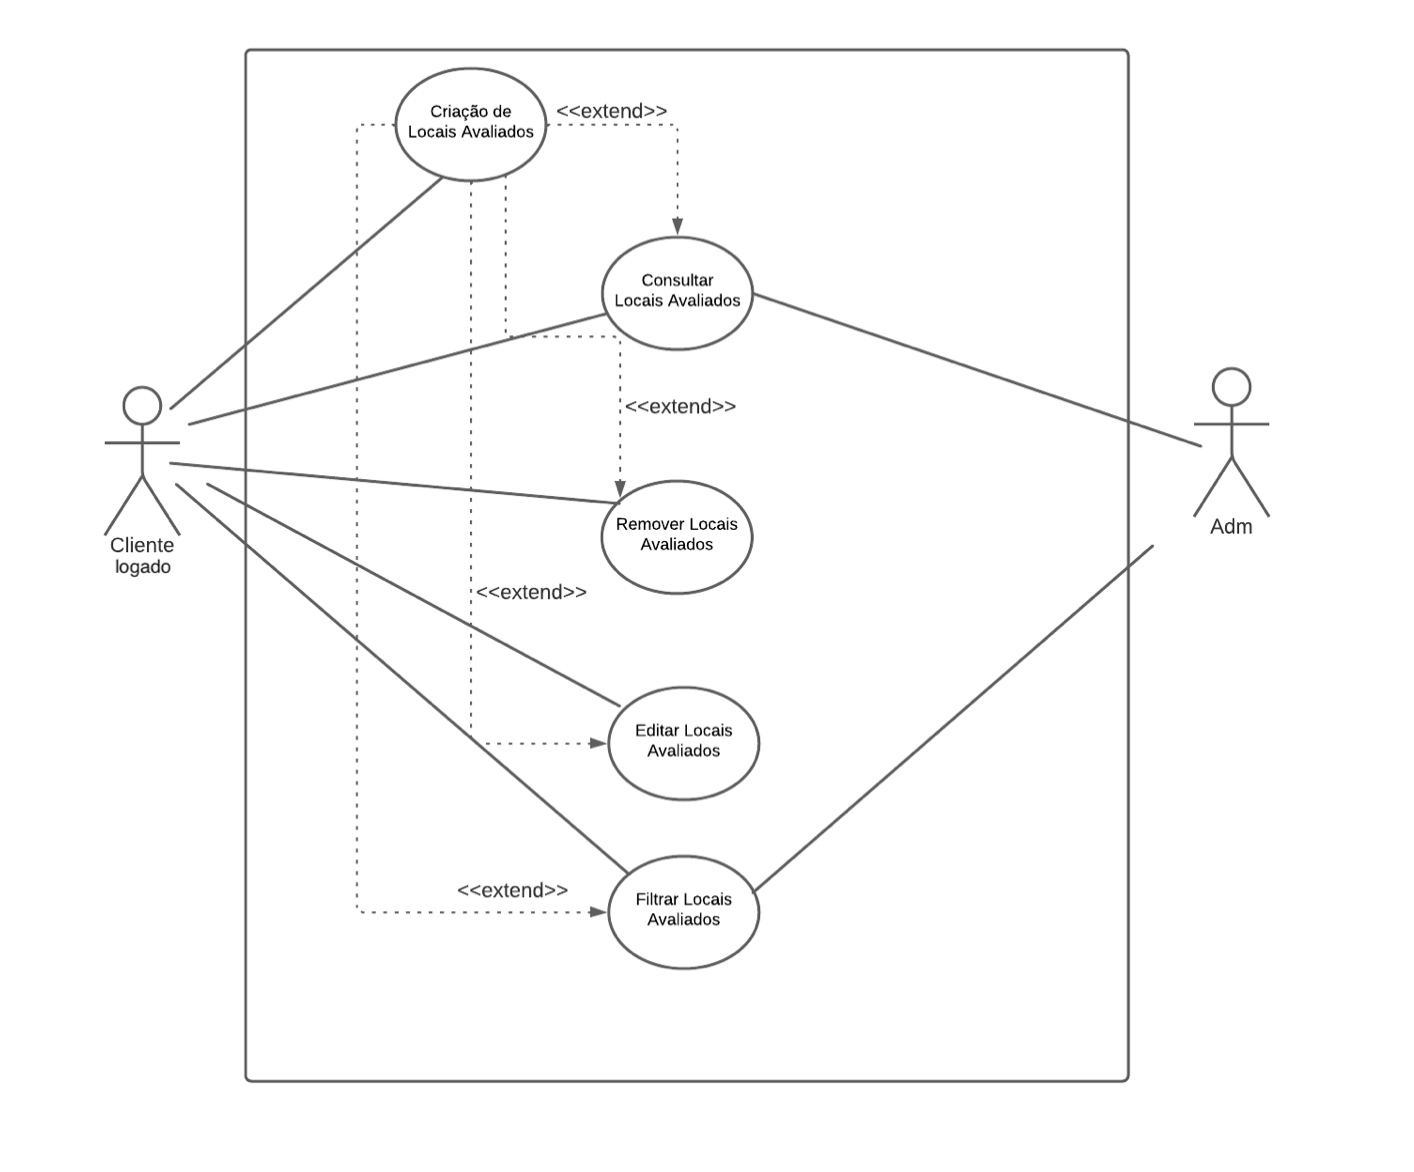 Criação de
Locais Avaliados
<<extend>>
Consultar
Locais Avaliados
<<extend>>
Remover Locais
Avaliados
Cliente
logado
Adm
<<extend>>
Editar Locais
Avaliados
<<extend>>
Filtrar Locais
Avaliados